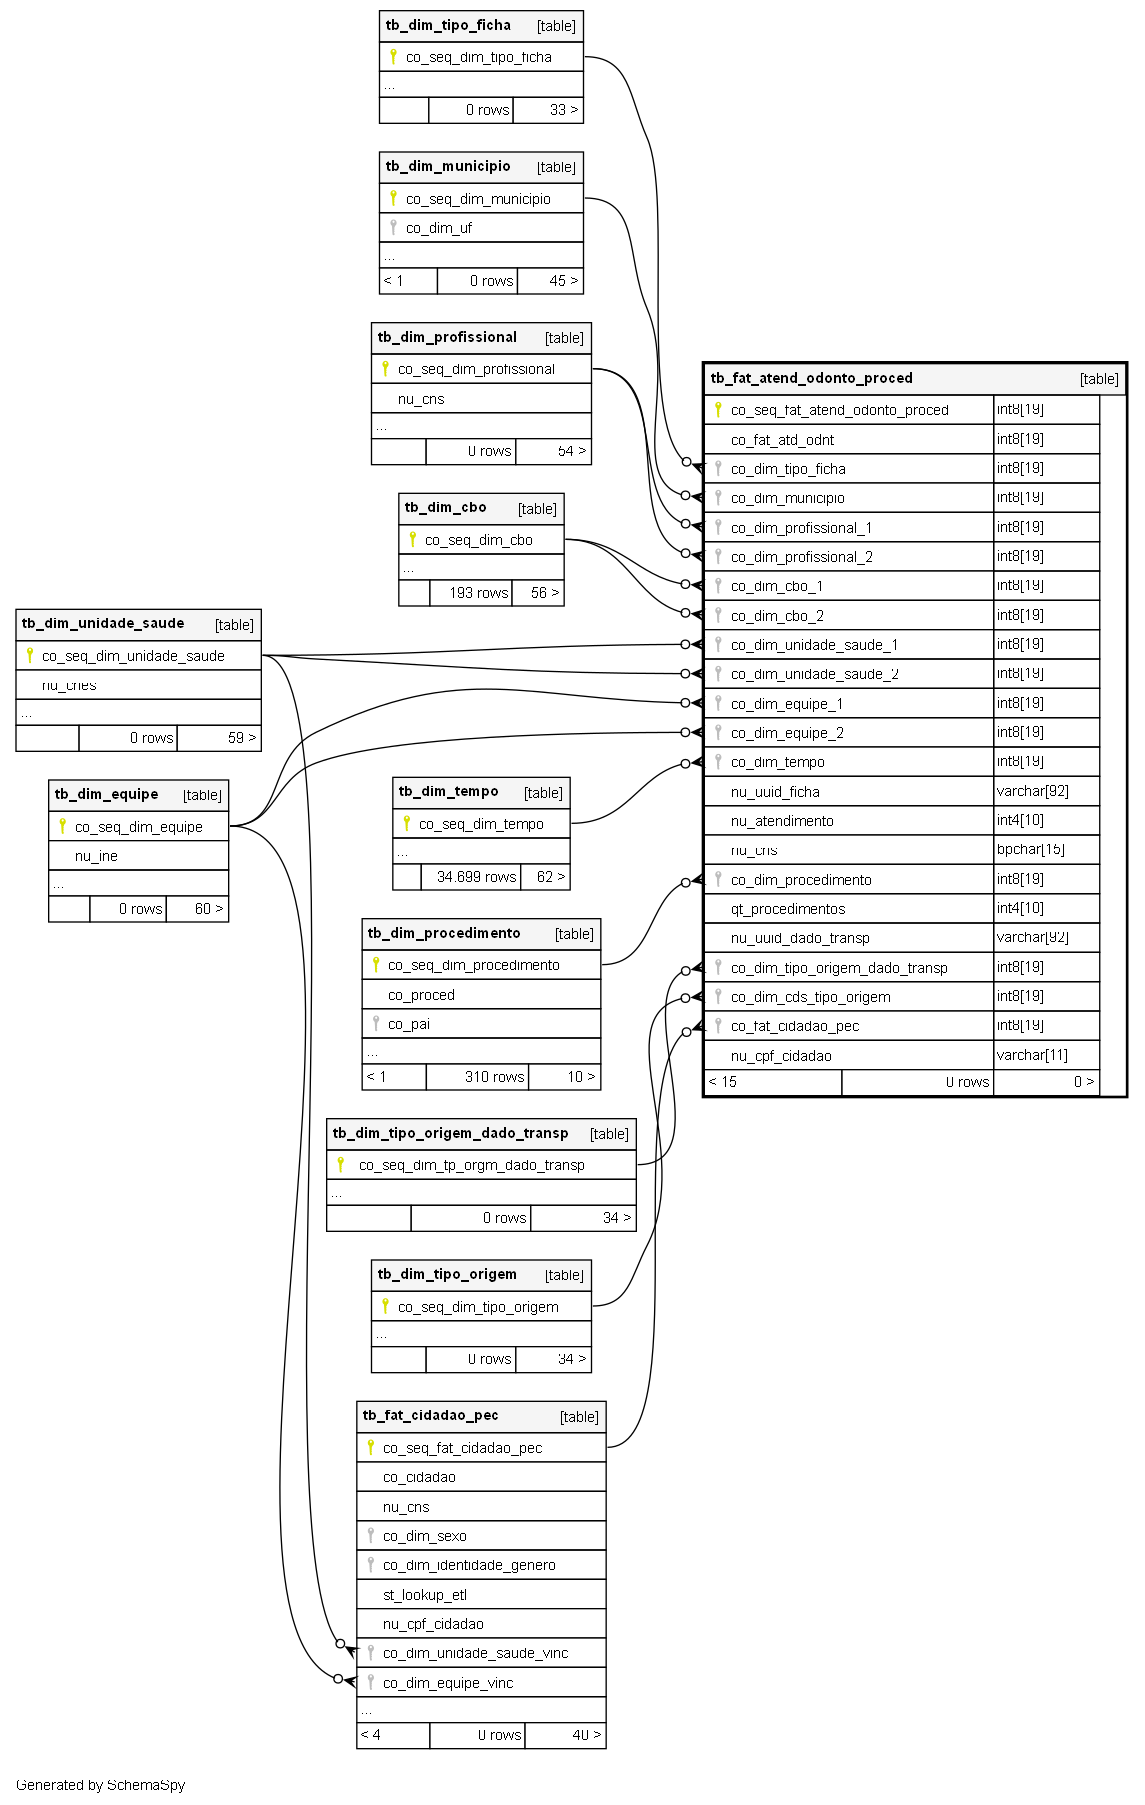 tb_dim_tipo_ficha [table]
co_seq_dim_tipo_ficha
...
0 rows 33 >
tb_dim_municipio [table]
co_seq_dim_municipio
co_dim_uf
...
< 1 0 rows 45 >
tb_dim_profissional [table]
co_seq_dim_profissional
nu_cns
...
0 rows 54 >
tb_dim_cbo [table]
co_seq_dim_cbo
...
193 rows 56 >
tb_dim_unidade_saude [table]
co_seq_dim_unidade_saude
nu_cnes
...
0 rows 59 >
tb_dim_equipe [table]
co_seq_dim_equipe
nu_ine
...
0 rows 60 >
tb_dim_tempo [table]
co_seq_dim_tempo
...
34.699 rows 62 >
tb_dim_procedimento [table]
co_seq_dim_procedimento
co_proced
co_pai
...
< 1 310 rows 10 >
tb_dim_tipo_origem_dado_transp [table]
co_seq_dim_tp_orgm_dado_transp
...
0 rows 34 >
tb_dim_tipo_origem [table]
co_seq_dim_tipo_origem
...
0 rows 34 >
tb_fat_cidadao_pec [table]
co_seq_fat_cidadao_pec
co_cidadao
nu_cns
co_dim_sexo
co_dim_identidade_genero
st_lookup_etl
nu_cpf_cidadao
co_dim_unidade_saude_vinc
co_dim_equipe_vinc
...
< 4 0 rows 40 >
tb_fat_atend_odonto_proced [table]
co_seq_fat_atend_odonto_proced int8[19]
co_fat_atd_odnt int8[19]
co_dim_tipo_ficha int8[19]
co_dim_municipio int8[19]
co_dim_profissional_1 int8[19]
co_dim_profissional_2 int8[19]
co_dim_cbo_1 int8[19]
co_dim_cbo_2 int8[19]
co_dim_unidade_saude_1 int8[19]
co_dim_unidade_saude_2 int8[19]
co_dim_equipe_1 int8[19]
co_dim_equipe_2 int8[19]
co_dim_tempo int8[19]
nu_uuid_ficha varchar[92]
nu_atendimento int4[10]
nu_cns bpchar[15]
co_dim_procedimento int8[19]
qt_procedimentos int4[10]
nu_uuid_dado_transp varchar[92]
co_dim_tipo_origem_dado_transp int8[19]
co_dim_cds_tipo_origem int8[19]
co_fat_cidadao_pec int8[19]
nu_cpf_cidadao varchar[11]
< 15 0 rows 0 >
Generated by SchemaSpy